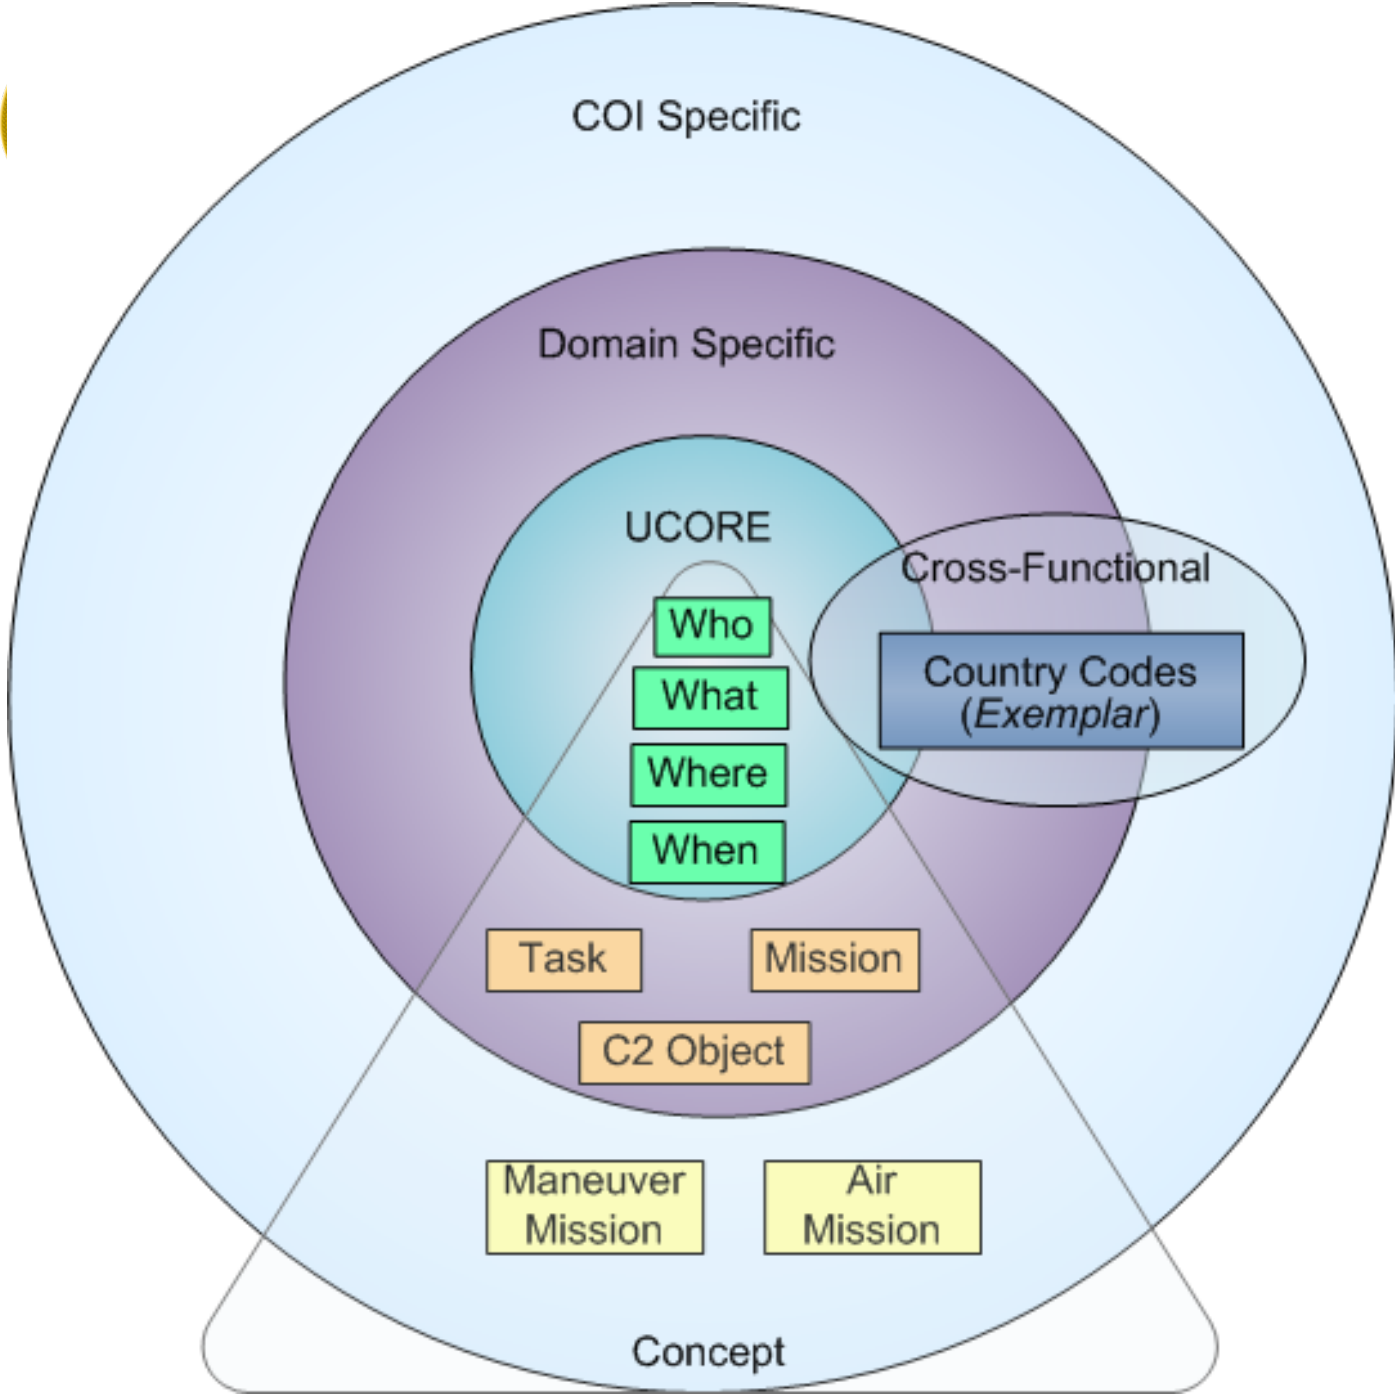 COI Specific
Domain Specific
UCORE
Cross-Functional
Who
Country Codes
(Exemplar)
What
Where
When
Task
Mission
C2 Object
Maneuver
Mission
Air
Mission
Concept